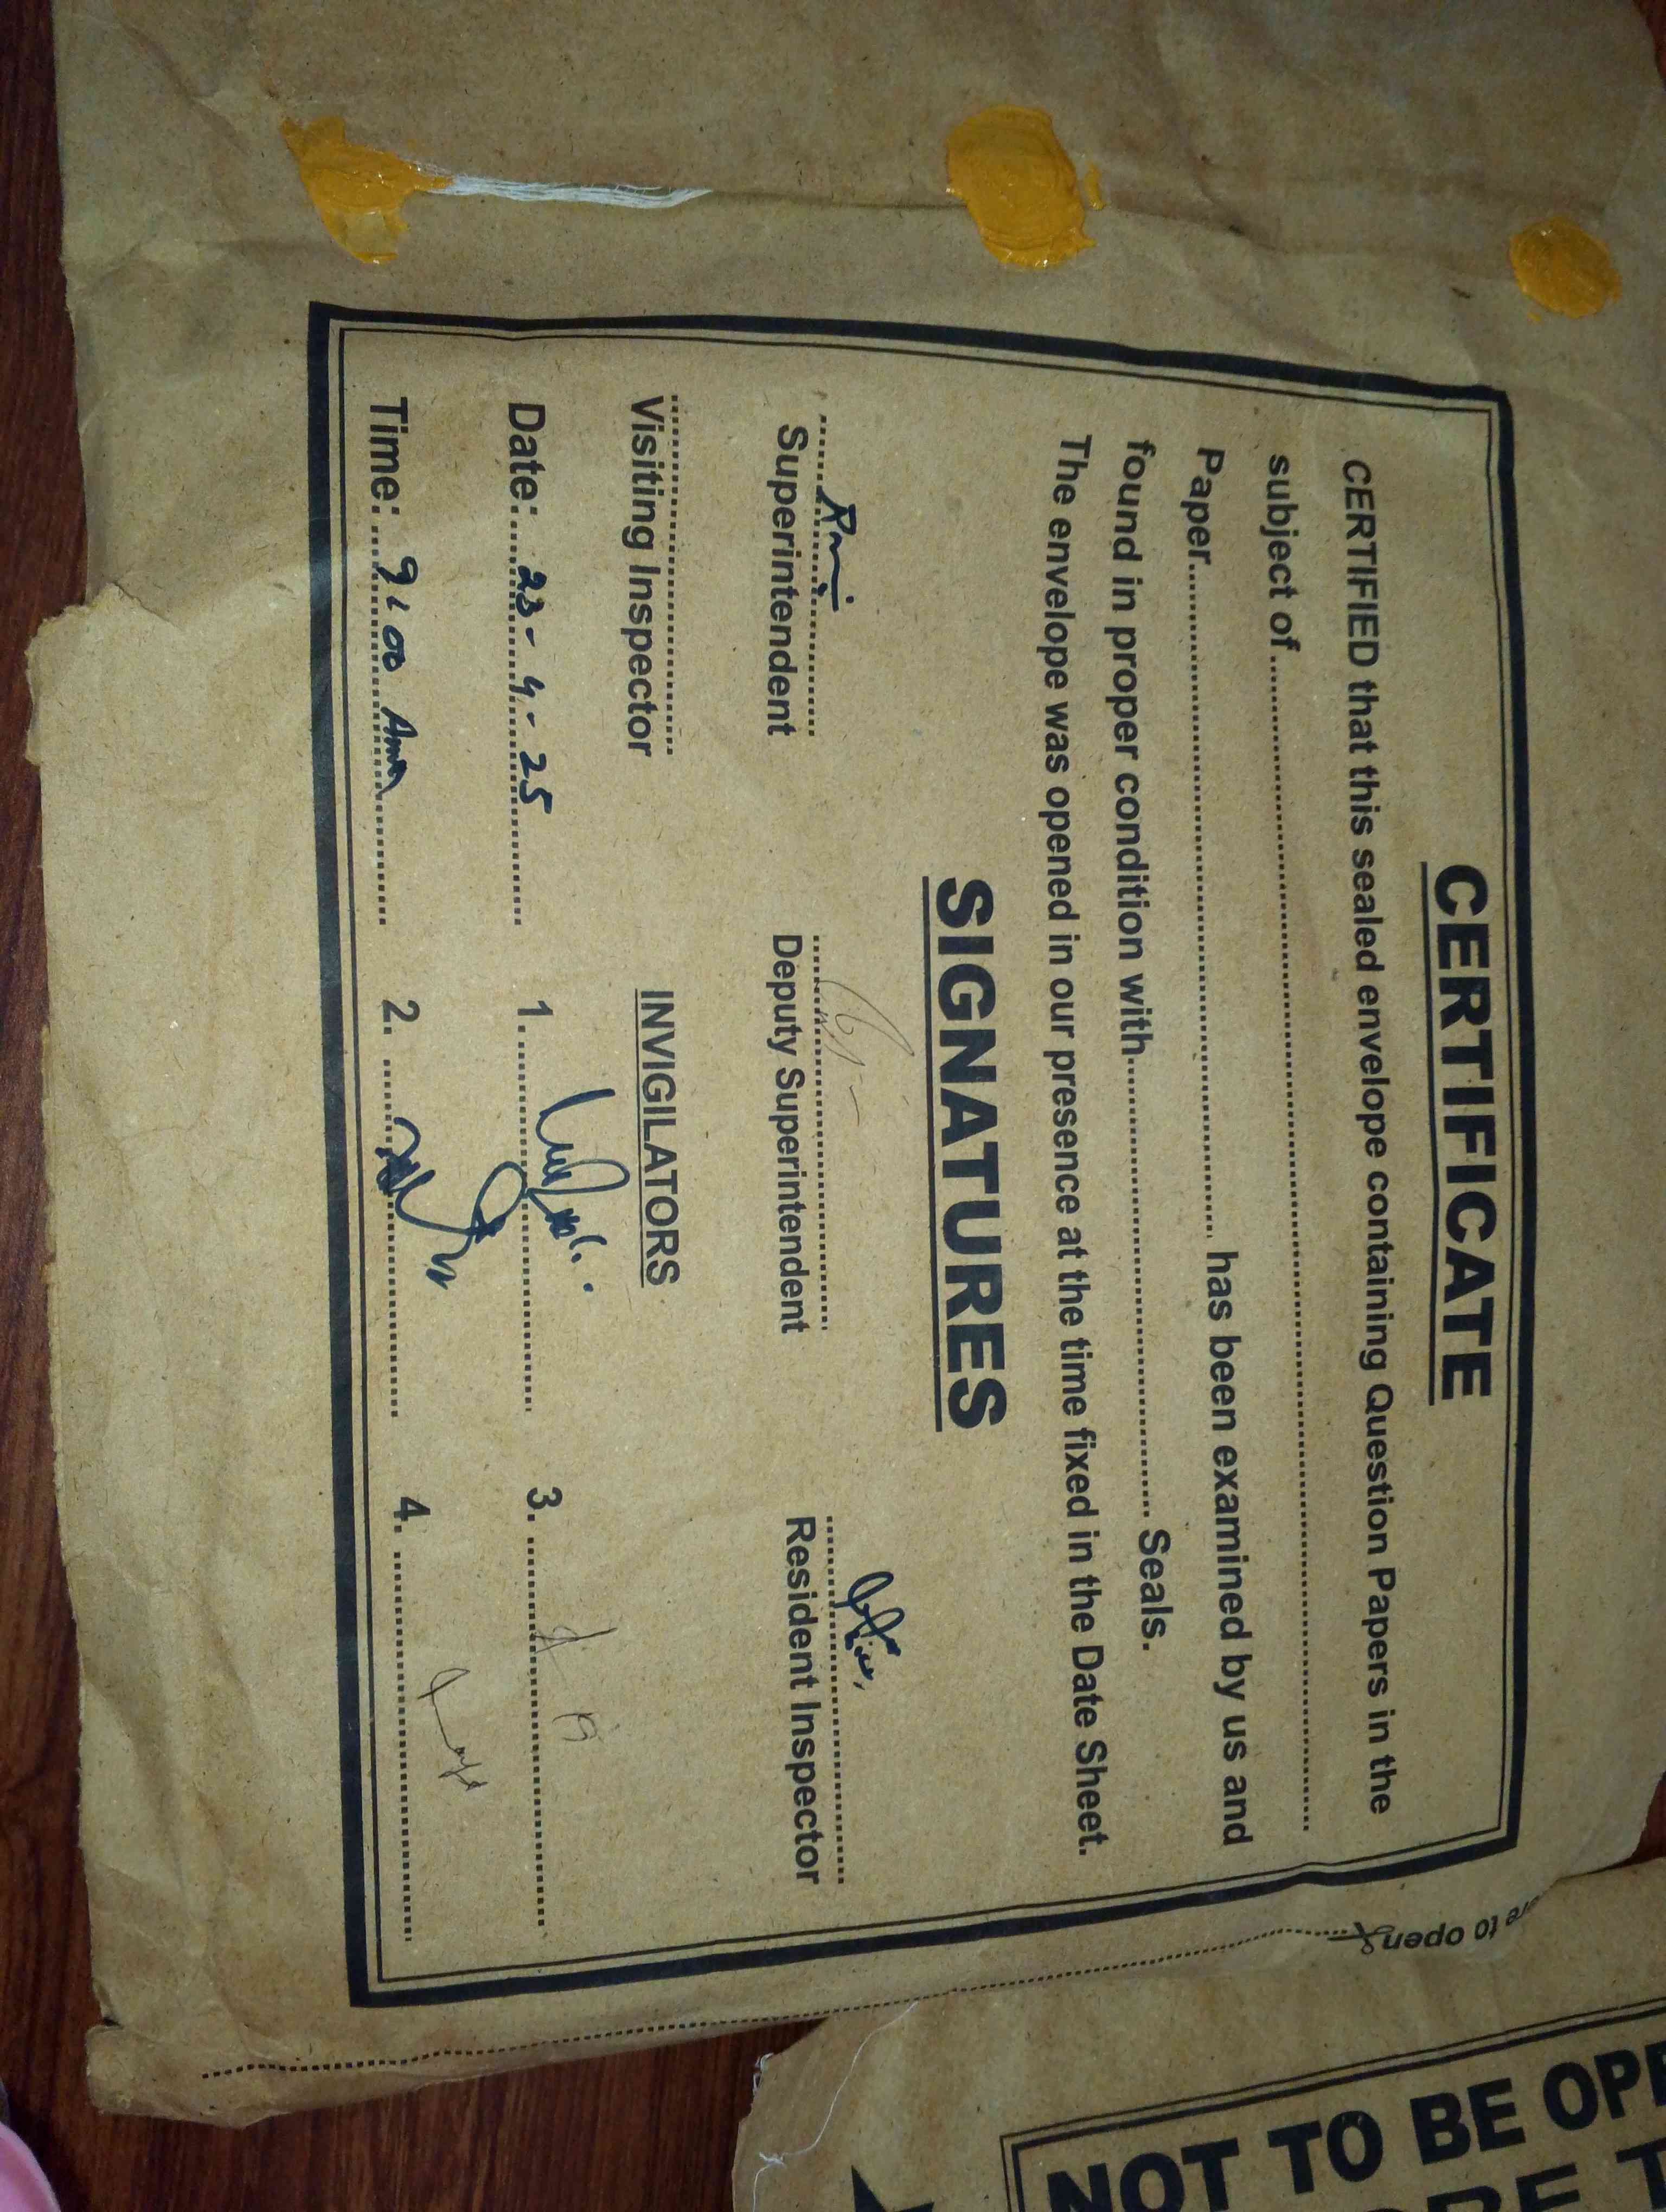 CERTIFICATE
CERTIFIED that this sealed envelope containing Question Papers in the
subject of ........................................
Paper........................................ has been examined by us and
found in proper condition with........................................ Seals.
The envelope was opened in our presence at the time fixed in the Date Sheet.
SIGNATURES
Superintendent Deputy Superintendent Resident Inspector
Visiting Inspector INVIGILATORS
Date: 23-4-25 1. 3.
Time: 9:00 Am 2. 4.
to open
NOT TO BE